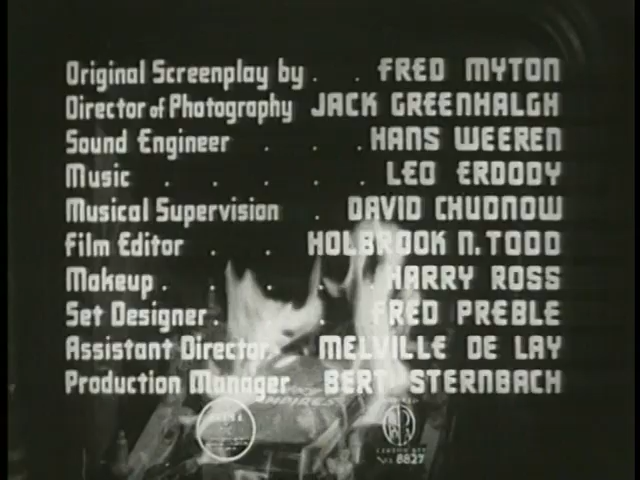 Original Screenplay by . . FRED MYTON
Director of Photography JACK GREENHALGH
Sound Engineer . . . HANS WEEREN
Music . . . . . LEO ERDODY
Musical Supervision . DAVID CHUDNOW
Film Editor . . HOLBROOK N. TODD
Makeup . . . . . HARRY ROSS
Set Designer . . . FRED PREBLE
Assistant Director . MELVILLE DE LAY
Production Manager BERT STERNBACH
8827